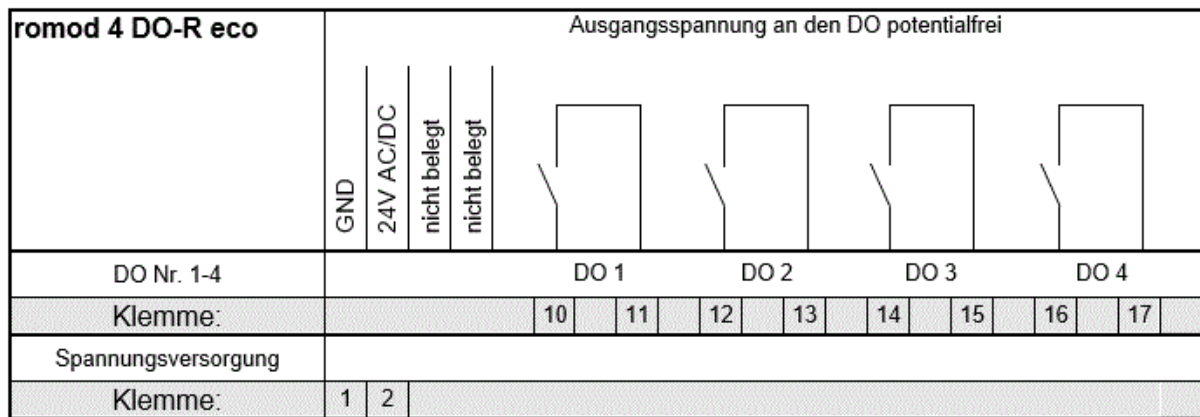 romod 4 DO-R eco
Ausgangsspannung an den DO potentialfrei
GND
24V AC/DC
nicht belegt
nicht belegt
DO Nr. 1-4 DO 1 DO 2 DO 3 DO 4
Klemme: 10 11 12 13 14 15 16 17
Spannungsversorgung
Klemme: 1 2